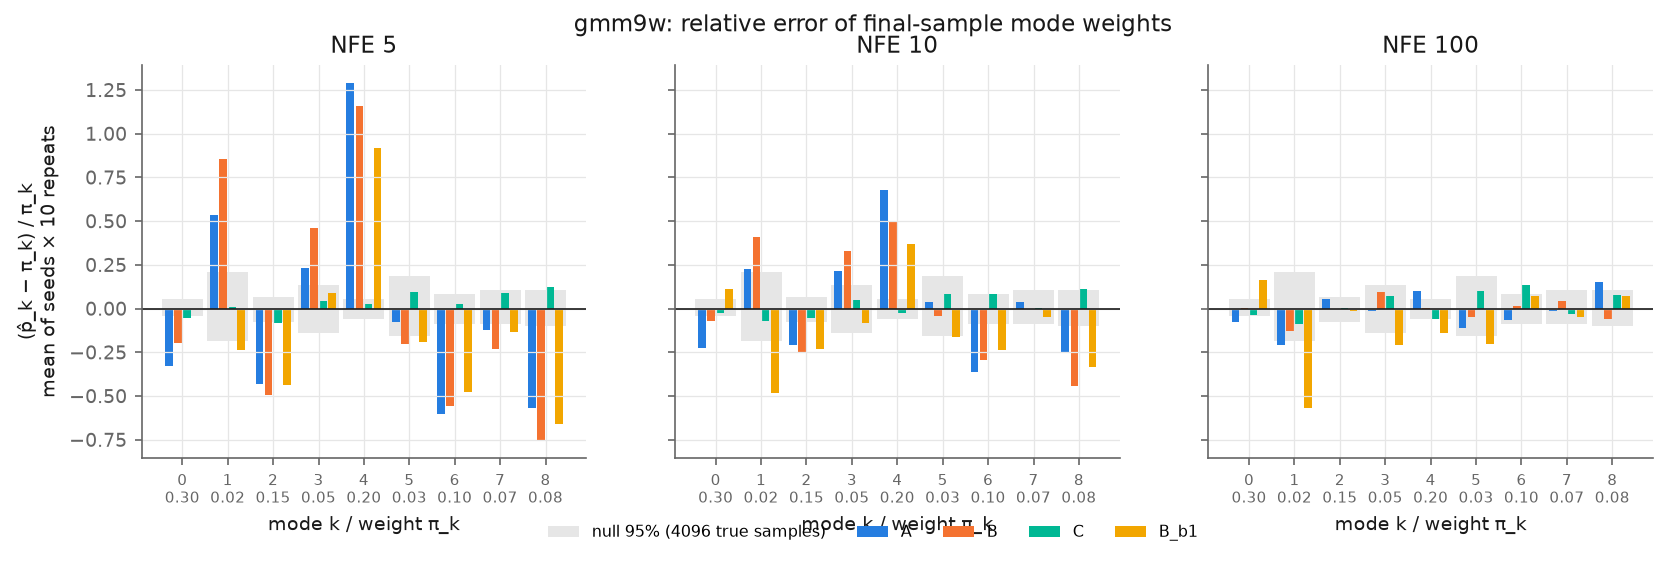 gmm9w: relative error of final-sample mode weights
NFE 5
NFE 10
NFE 100
(p̂_k − π_k) / π_k
mean of seeds × 10 repeats
1.25
1.00
0.75
0.50
0.25
0.00
−0.25
−0.50
−0.75
0 1 2 3 4 5 6 7 8
0.30 0.02 0.15 0.05 0.20 0.03 0.10 0.07 0.08
mode k / weight π_k
0 1 2 3 4 5 6 7 8
0.30 0.02 0.15 0.05 0.20 0.03 0.10 0.07 0.08
mode k / weight π_k
0 1 2 3 4 5 6 7 8
0.30 0.02 0.15 0.05 0.20 0.03 0.10 0.07 0.08
mode k / weight π_k
null 95% (4096 true samples) A B C B_b1